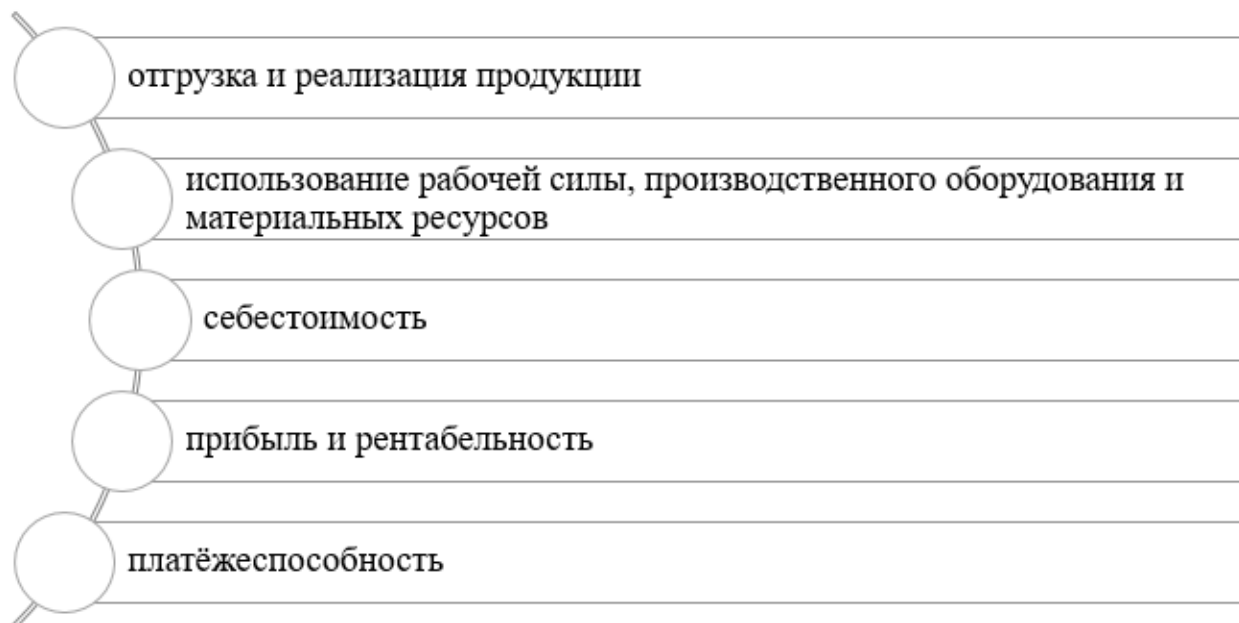 отгрузка и реализация продукции
использование рабочей силы, производственного оборудования и
материальных ресурсов
себестоимость
прибыль и рентабельность
платёжеспособность